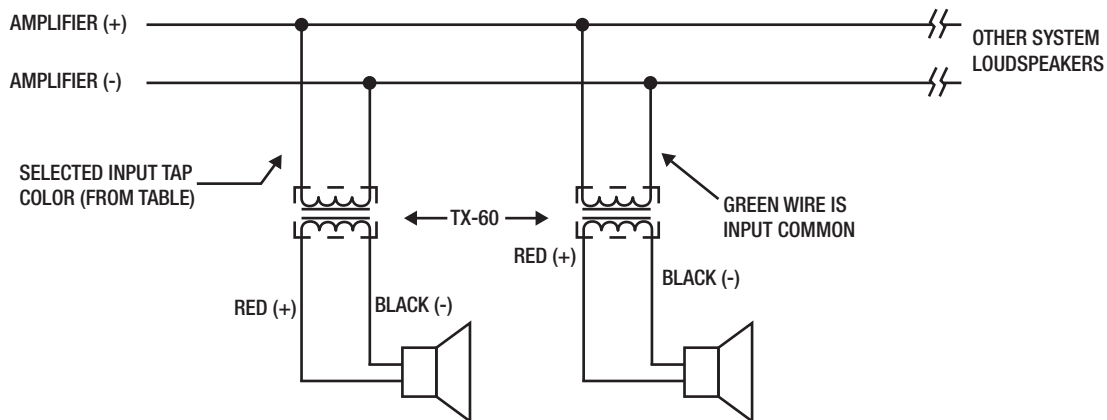 AMPLIFIER (+)
OTHER SYSTEM
LOUDSPEAKERS
AMPLIFIER (-)
SELECTED INPUT TAP
COLOR (FROM TABLE)
TX-60
GREEN WIRE IS
INPUT COMMON
RED (+)
BLACK (-)
RED (+)
BLACK (-)